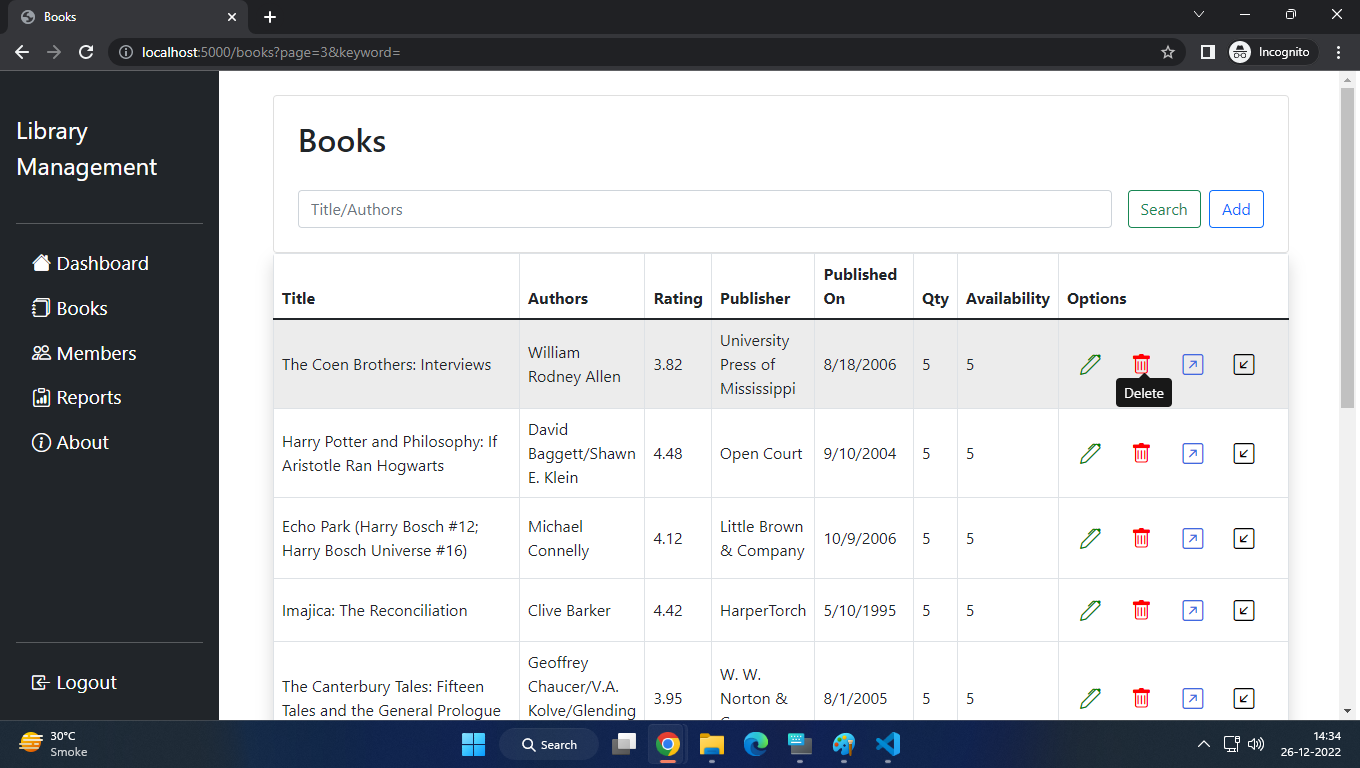 Books
localhost:5000/books?page=3&keyword=
Incognito
Library
Management
Dashboard
Books
Members
Reports
About
Logout
Books
Title/Authors
Search
Add
Title
Authors
Rating
Publisher
Published
On
Qty
Availability
Options
The Coen Brothers: Interviews
William
Rodney Allen
3.82
University
Press of
Mississippi
8/18/2006
5
5
Delete
Harry Potter and Philosophy: If
Aristotle Ran Hogwarts
David
Baggett/Shawn
E. Klein
4.48
Open Court
9/10/2004
5
5
Echo Park (Harry Bosch #12;
Harry Bosch Universe #16)
Michael
Connelly
4.12
Little Brown
& Company
10/9/2006
5
5
Imajica: The Reconciliation
Clive Barker
4.42
HarperTorch
5/10/1995
5
5
The Canterbury Tales: Fifteen
Tales and the General Prologue
Geoffrey
Chaucer/V.A.
Kolve/Glending
3.95
W. W.
Norton &
8/1/2005
5
5
30°C
Smoke
Search
14:34
26-12-2022